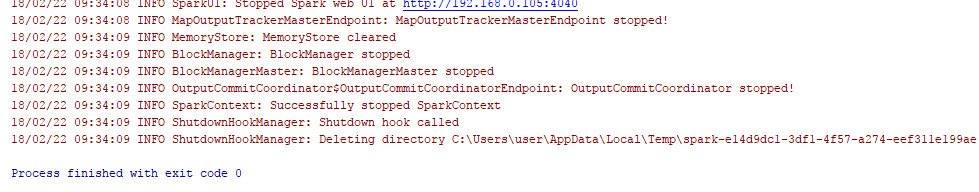 18/02/22 09:34:08 INFO SparkUI: Stopped Spark web UI at http://192.168.0.105:4040
18/02/22 09:34:08 INFO MapOutputTrackerMasterEndpoint: MapOutputTrackerMasterEndpoint stopped!
18/02/22 09:34:09 INFO MemoryStore: MemoryStore cleared
18/02/22 09:34:09 INFO BlockManager: BlockManager stopped
18/02/22 09:34:09 INFO BlockManagerMaster: BlockManagerMaster stopped
18/02/22 09:34:09 INFO OutputCommitCoordinator$OutputCommitCoordinatorEndpoint: OutputCommitCoordinator stopped!
18/02/22 09:34:09 INFO SparkContext: Successfully stopped SparkContext
18/02/22 09:34:09 INFO ShutdownHookManager: Shutdown hook called
18/02/22 09:34:09 INFO ShutdownHookManager: Deleting directory C:\Users\user\AppData\Local\Temp\spark-e14d9dc1-3df1-4f57-a274-eef311e199ae
Process finished with exit code 0